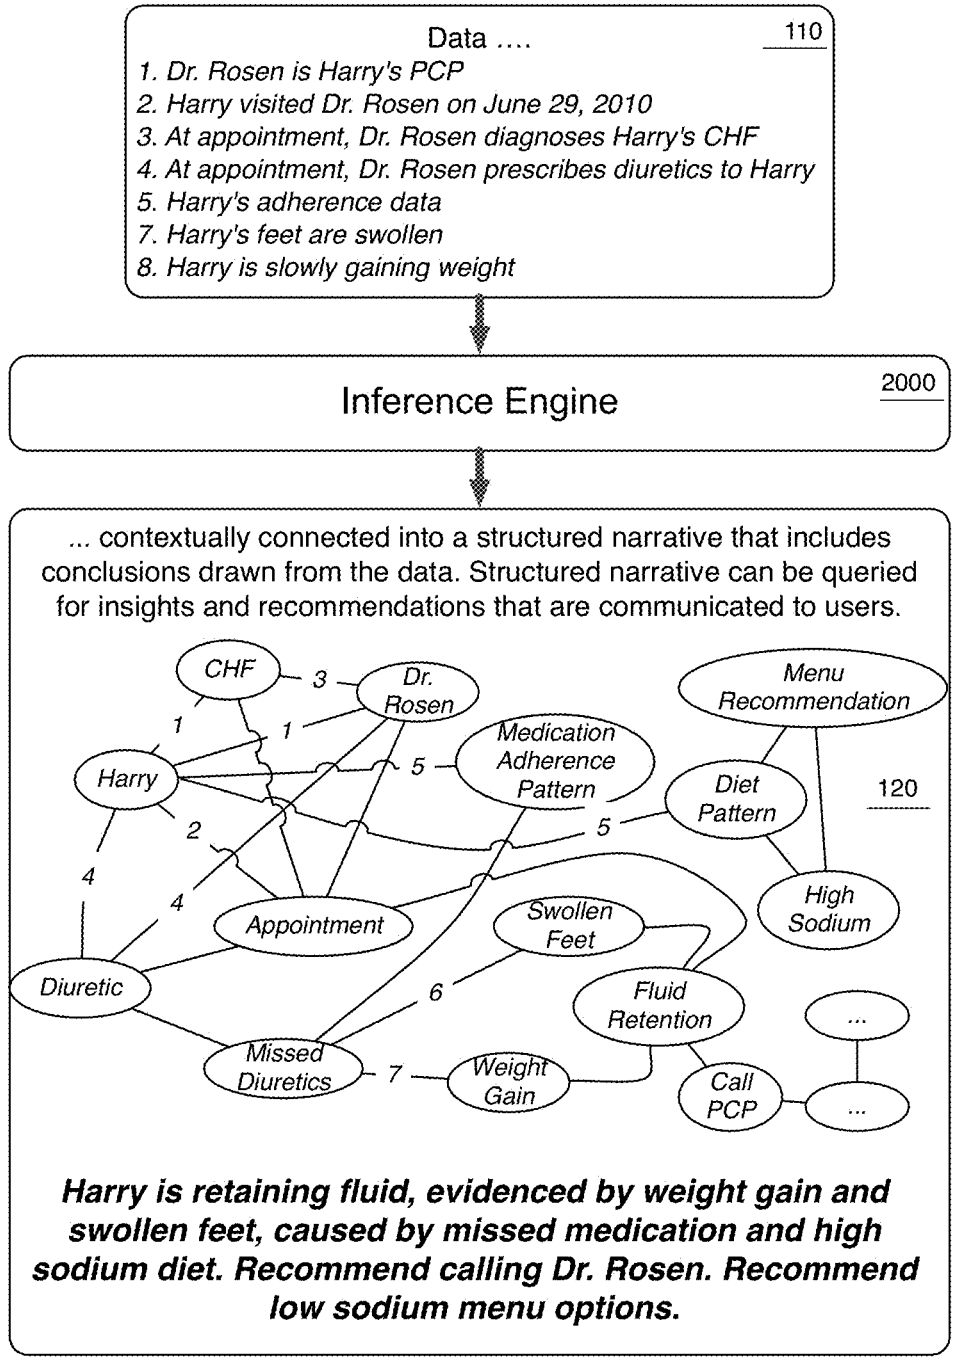 Data ....
110
1. Dr. Rosen is Harry's PCP
2. Harry visited Dr. Rosen on June 29, 2010
3. At appointment, Dr. Rosen diagnoses Harry's CHF
4. At appointment, Dr. Rosen prescribes diuretics to Harry
5. Harry's adherence data
7. Harry's feet are swollen
8. Harry is slowly gaining weight
Inference Engine
2000
... contextually connected into a structured narrative that includes
conclusions drawn from the data. Structured narrative can be queried
for insights and recommendations that are communicated to users.
CHF
3
Dr.
Rosen
Menu
Recommendation
1
1
Medication
Adherence
Pattern
Harry
5
Diet
Pattern
120
2
5
4
4
High
Sodium
Appointment
Swollen
Feet
Diuretic
6
Fluid
Retention
...
Missed
Diuretics
7
Weight
Gain
Call
PCP
...
Harry is retaining fluid, evidenced by weight gain and
swollen feet, caused by missed medication and high
sodium diet. Recommend calling Dr. Rosen. Recommend
low sodium menu options.